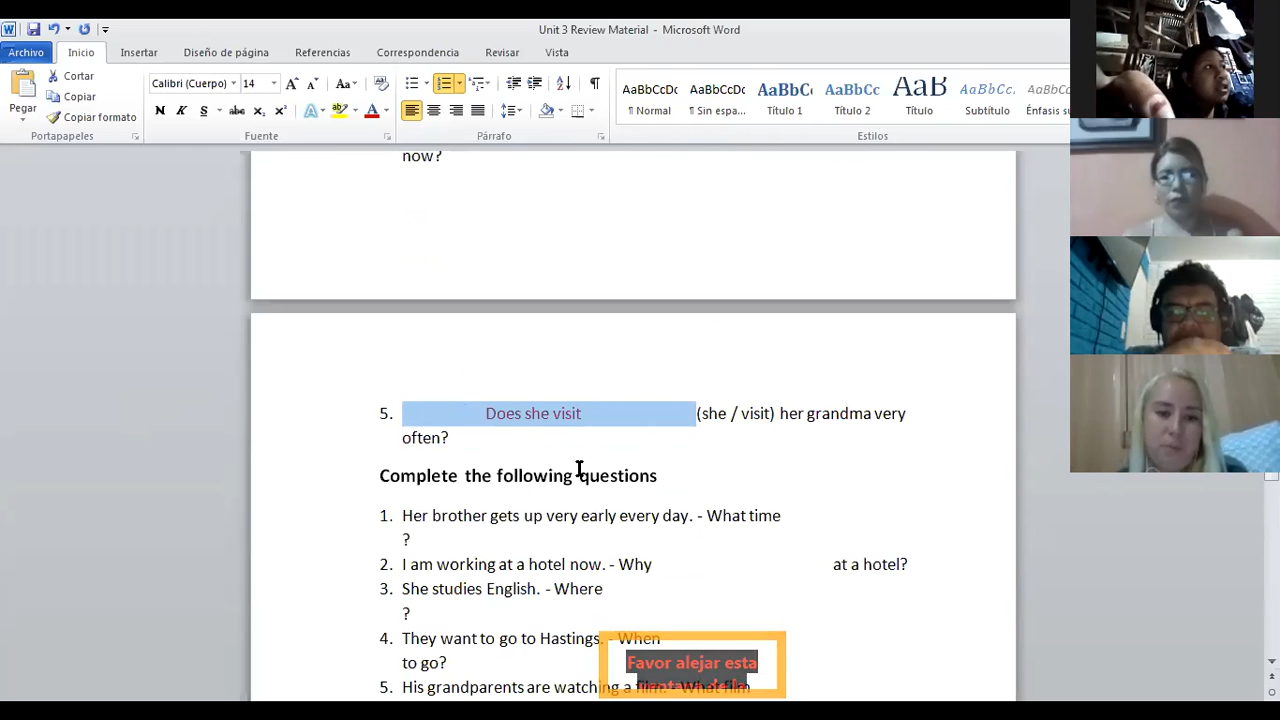 Unit 3 Review Material - Microsoft Word
Archivo Inicio Insertar Diseño de página Referencias Correspondencia Revisar Vista
Pegar
Cortar
Copiar
Copiar formato
Calibri (Cuerpo) 14
AaBbCcDc AaBbCcDc AaBbCc AaBbCc AaB AaBbCc. AaBbCcDc
¶ Normal ¶ Sin espa... Título 1 Título 2 Título Subtítulo Énfasis su
Portapapeles Fuente Párrafo Estilos
now?
5. Does she visit (she / visit) her grandma very
often?
Complete the following questions
1. Her brother gets up very early every day. - What time
?
2. I am working at a hotel now. - Why at a hotel?
3. She studies English. - Where
?
4. They want to go to Hastings. - When
to go?
5. His grandparents are watching a film. - What film
Favor alejar esta